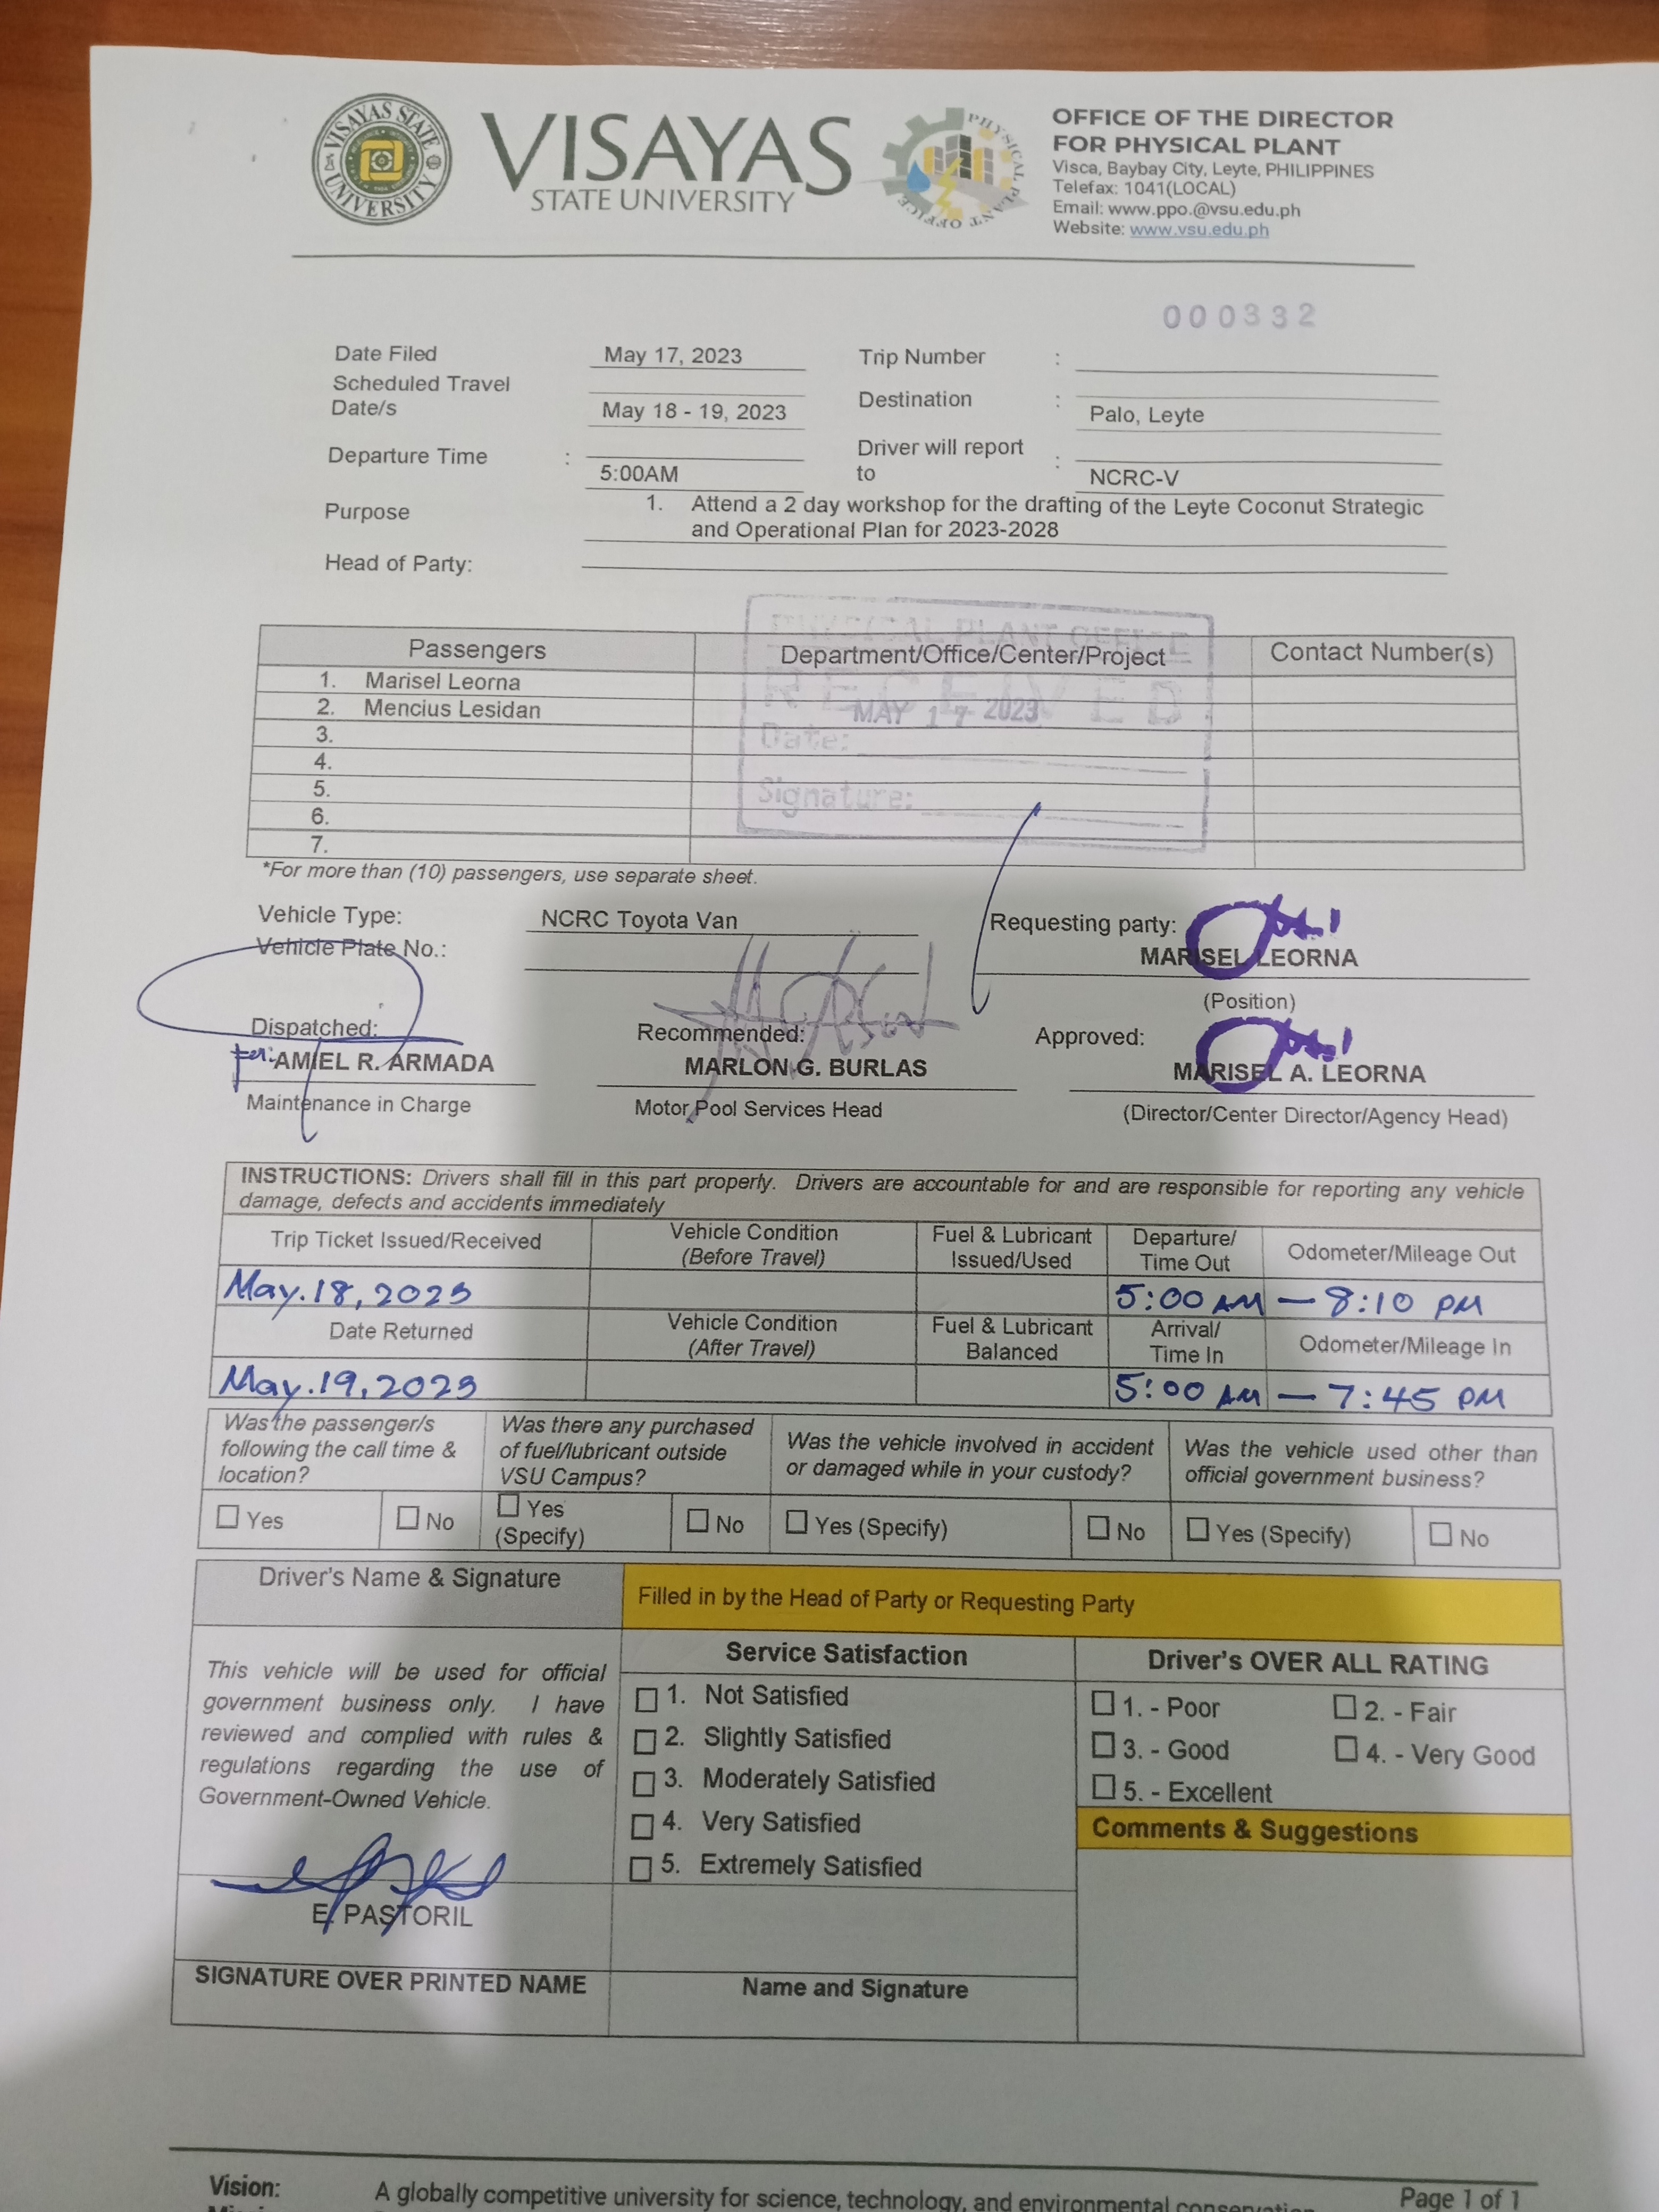 VISAYAS STATE UNIVERSITY
VISAYAS
STATE UNIVERSITY
PHYSICAL PLANT OFFICE
OFFICE OF THE DIRECTOR
FOR PHYSICAL PLANT
Visca, Baybay City, Leyte, PHILIPPINES
Telefax: 1041(LOCAL)
Email: www.ppo.@vsu.edu.ph
Website: www.vsu.edu.ph
000332
Date Filed May 17, 2023 Trip Number :
Scheduled Travel Date/s May 18 - 19, 2023 Destination : Palo, Leyte
Departure Time : 5:00AM Driver will report to : NCRC-V
Purpose 1. Attend a 2 day workshop for the drafting of the Leyte Coconut Strategic
and Operational Plan for 2023-2028
Head of Party:
Passengers Department/Office/Center/Project Contact Number(s)
1. Marisel Leorna
2. Mencius Lesidan
3.
4.
5.
6.
7.
PHYSICAL PLANT OFFICE
RECEIVED
MAY 17 2023
Date:
Signature:
*For more than (10) passengers, use separate sheet.
Vehicle Type: NCRC Toyota Van Requesting party:
Vehicle Plate No.: MARISEL LEORNA
(Position)
Dispatched: Recommended: Approved:
for: AMIEL R. ARMADA MARLON G. BURLAS MARISEL A. LEORNA
Maintenance in Charge Motor Pool Services Head (Director/Center Director/Agency Head)
INSTRUCTIONS: Drivers shall fill in this part properly. Drivers are accountable for and are responsible for reporting any vehicle
damage, defects and accidents immediately
Trip Ticket Issued/Received Vehicle Condition (Before Travel) Fuel & Lubricant Issued/Used Departure/ Time Out Odometer/Mileage Out
May.18, 2023 5:00 AM — 8:10 PM
Date Returned Vehicle Condition (After Travel) Fuel & Lubricant Balanced Arrival/ Time In Odometer/Mileage In
May.19, 2023 5:00 AM — 7:45 PM
Was the passenger/s following the call time & location? Was there any purchased of fuel/lubricant outside VSU Campus? Was the vehicle involved in accident or damaged while in your custody? Was the vehicle used other than official government business?
Yes No Yes (Specify) No Yes (Specify) No Yes (Specify) No
Driver's Name & Signature Filled in by the Head of Party or Requesting Party
This vehicle will be used for official
government business only. I have
reviewed and complied with rules &
regulations regarding the use of
Government-Owned Vehicle.
E. PASTORIL
SIGNATURE OVER PRINTED NAME
Service Satisfaction
1. Not Satisfied
2. Slightly Satisfied
3. Moderately Satisfied
4. Very Satisfied
5. Extremely Satisfied
Name and Signature
Driver's OVER ALL RATING
1. - Poor 2. - Fair
3. - Good 4. - Very Good
5. - Excellent
Comments & Suggestions
Vision: A globally competitive university for science, technology, and environmental conservation
Page 1 of 1